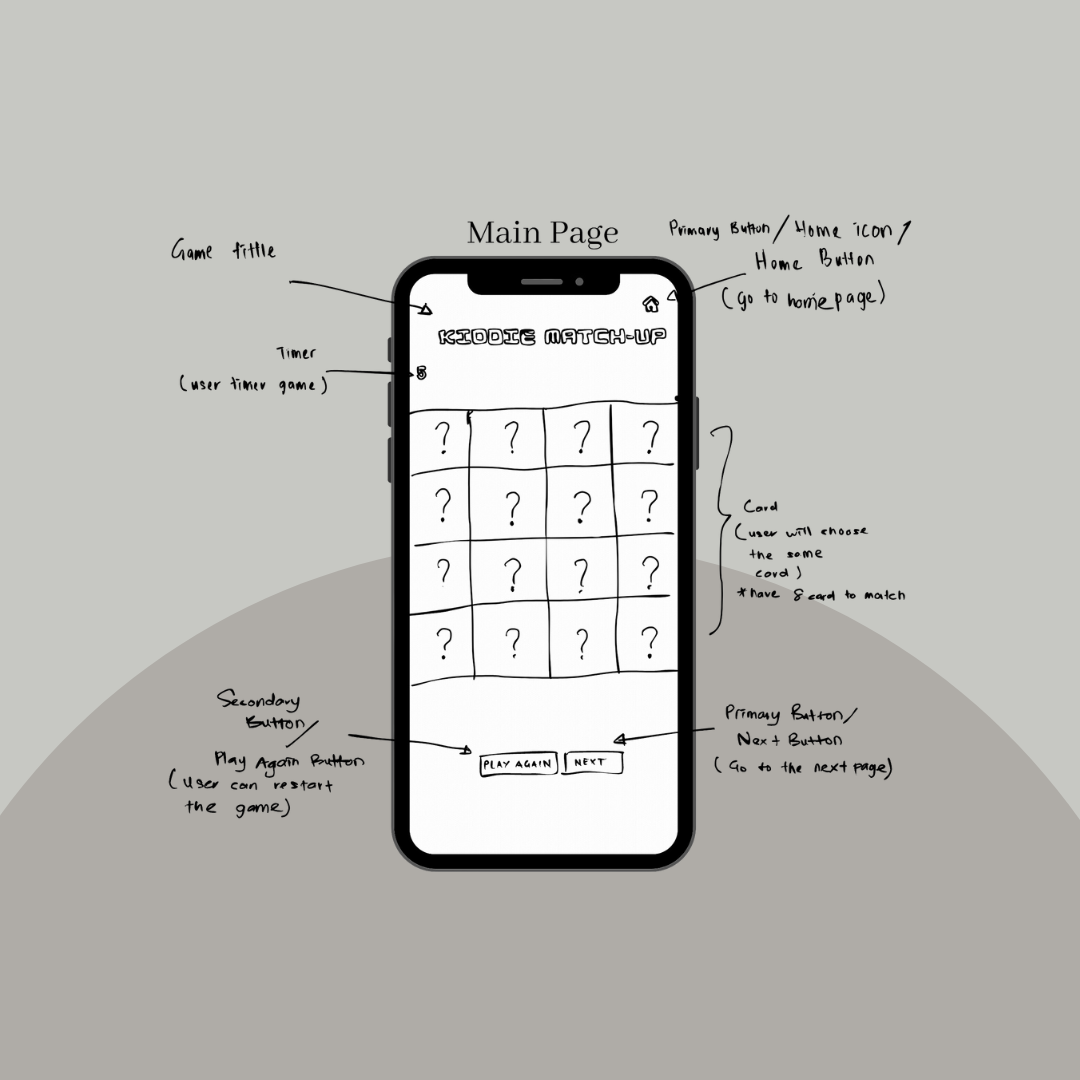 Main Page
Game tittle
Primary Button/Home icon/
Home Button
(Go to homepage)
KIDDIE MATCH-UP
Timer
(user timer game)
5
? ? ? ?
? ? ? ?
? ? ? ?
? ? ? ?
Card
(user will choose
the same
card)
*have 8 card to match
Secondary
Button/
Play Again Button
(User can restart
the game)
PLAY AGAIN
NEXT
Primary Button/
Next Button
(Go to the next page)